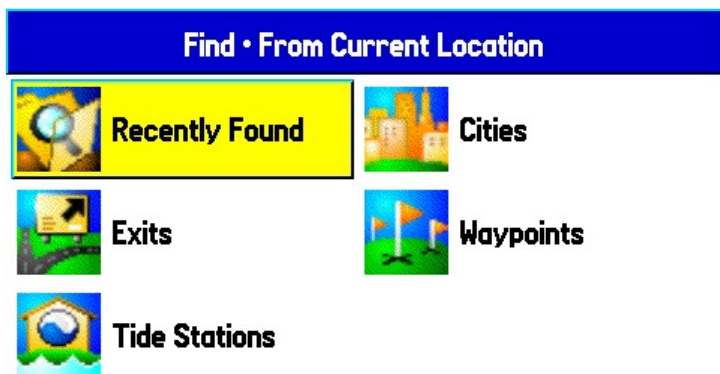 Find • From Current Location
Recently Found
Cities
Exits
Waypoints
Tide Stations